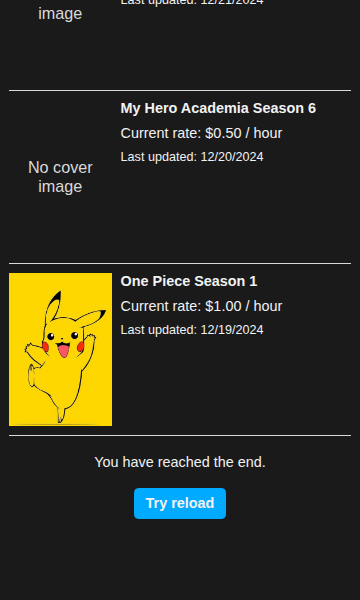 image
Last updated: 12/21/2024
My Hero Academia Season 6
Current rate: $0.50 / hour
Last updated: 12/20/2024
No cover
image
One Piece Season 1
Current rate: $1.00 / hour
Last updated: 12/19/2024
You have reached the end.
Try reload